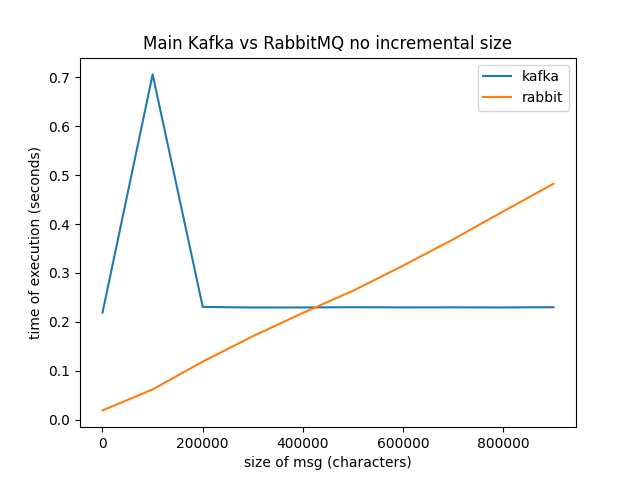 Main Kafka vs RabbitMQ no incremental size
kafka
rabbit
time of execution (seconds)
0.7
0.6
0.5
0.4
0.3
0.2
0.1
0.0
0 200000 400000 600000 800000
size of msg (characters)